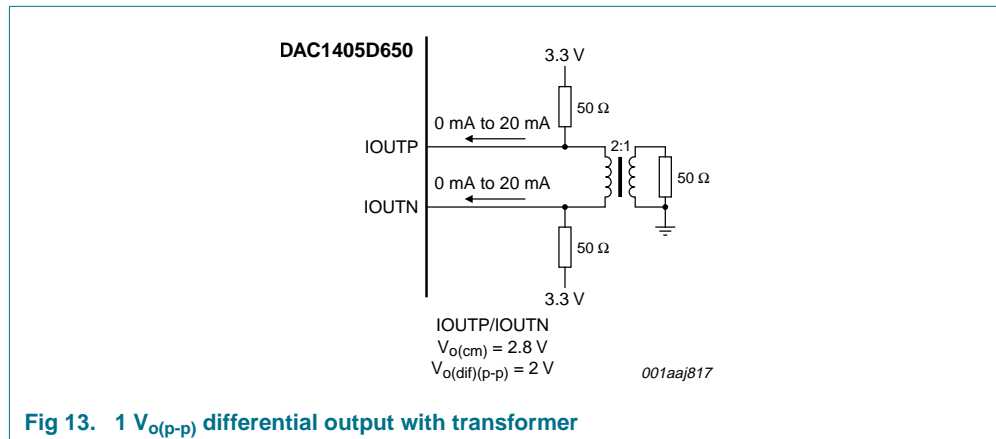 DAC1405D650
3.3 V
50 Ω
0 mA to 20 mA
IOUTP
2:1
50 Ω
0 mA to 20 mA
IOUTN
50 Ω
3.3 V
IOUTP/IOUTN
Vo(cm) = 2.8 V
Vo(dif)(p-p) = 2 V
001aaj817
Fig 13. 1 Vo(p-p) differential output with transformer